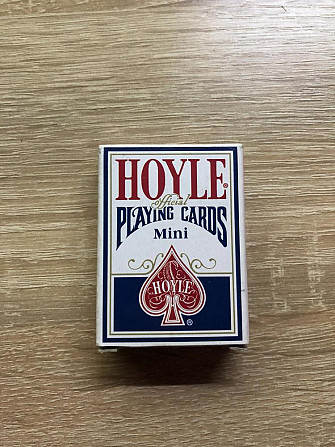 HOYLE®
official
PLAYING CARDS
Mini
HOYLE
®